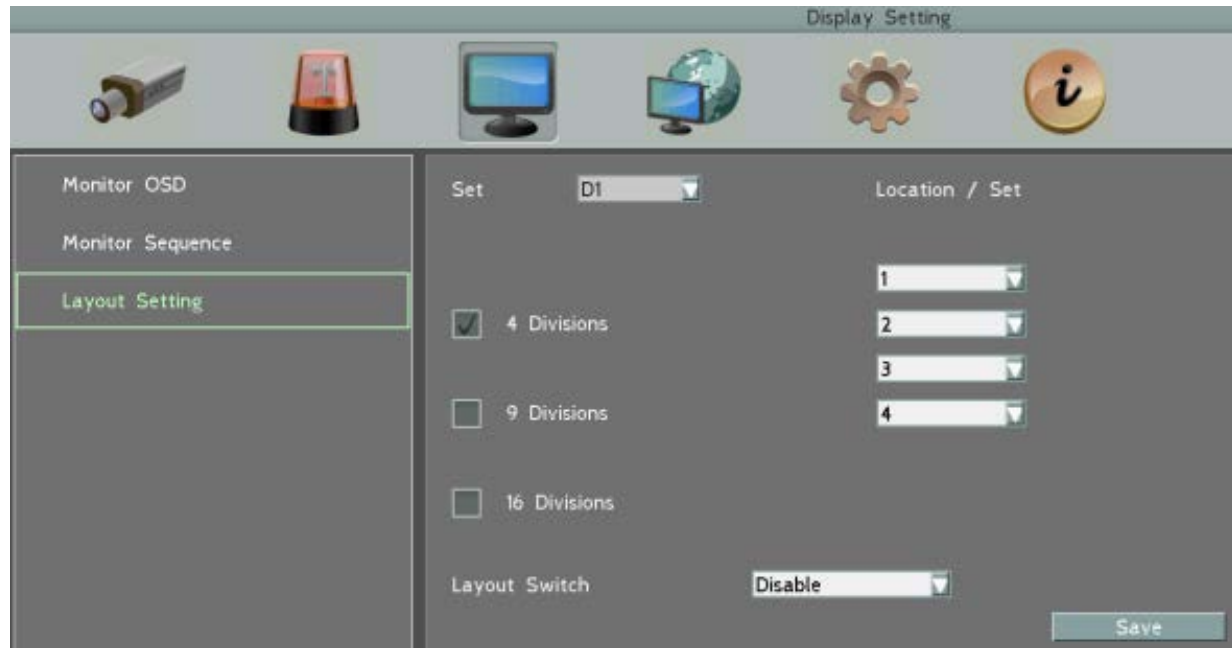 Display Setting
Monitor OSD
Monitor Sequence
Layout Setting
Set D1 Location / Set
1
4 Divisions 2
3
9 Divisions 4
16 Divisions
Layout Switch Disable
Save